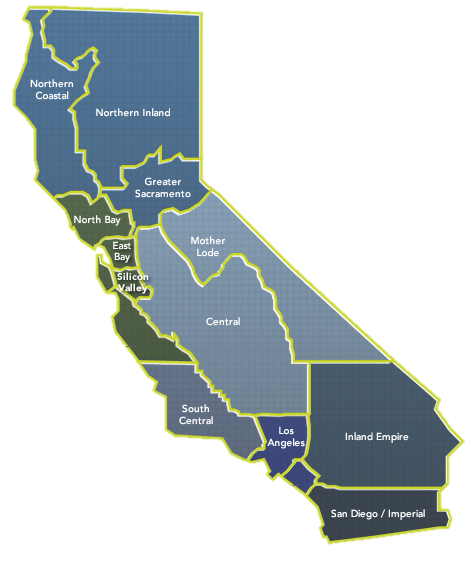 Northern
Coastal
Northern Inland
Greater
Sacramento
North Bay
East
Bay
Mother
Lode
Silicon
Valley
Central
South
Central
Los
Angeles
Inland Empire
San Diego / Imperial